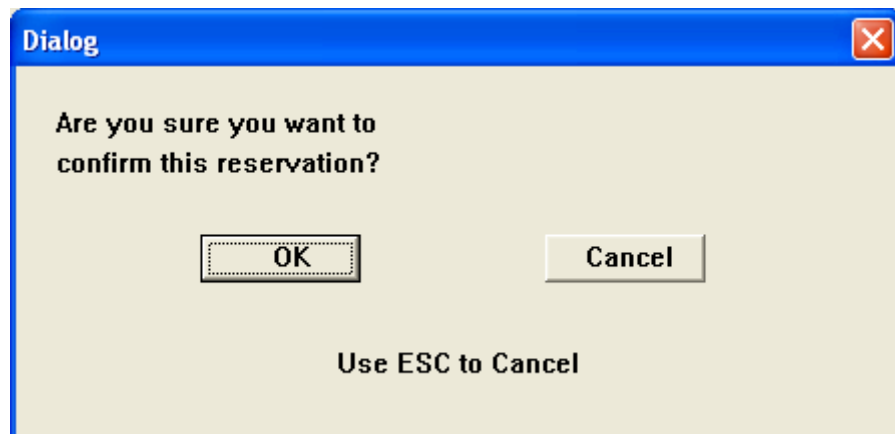 Dialog
Are you sure you want to
confirm this reservation?
OK
Cancel
Use ESC to Cancel